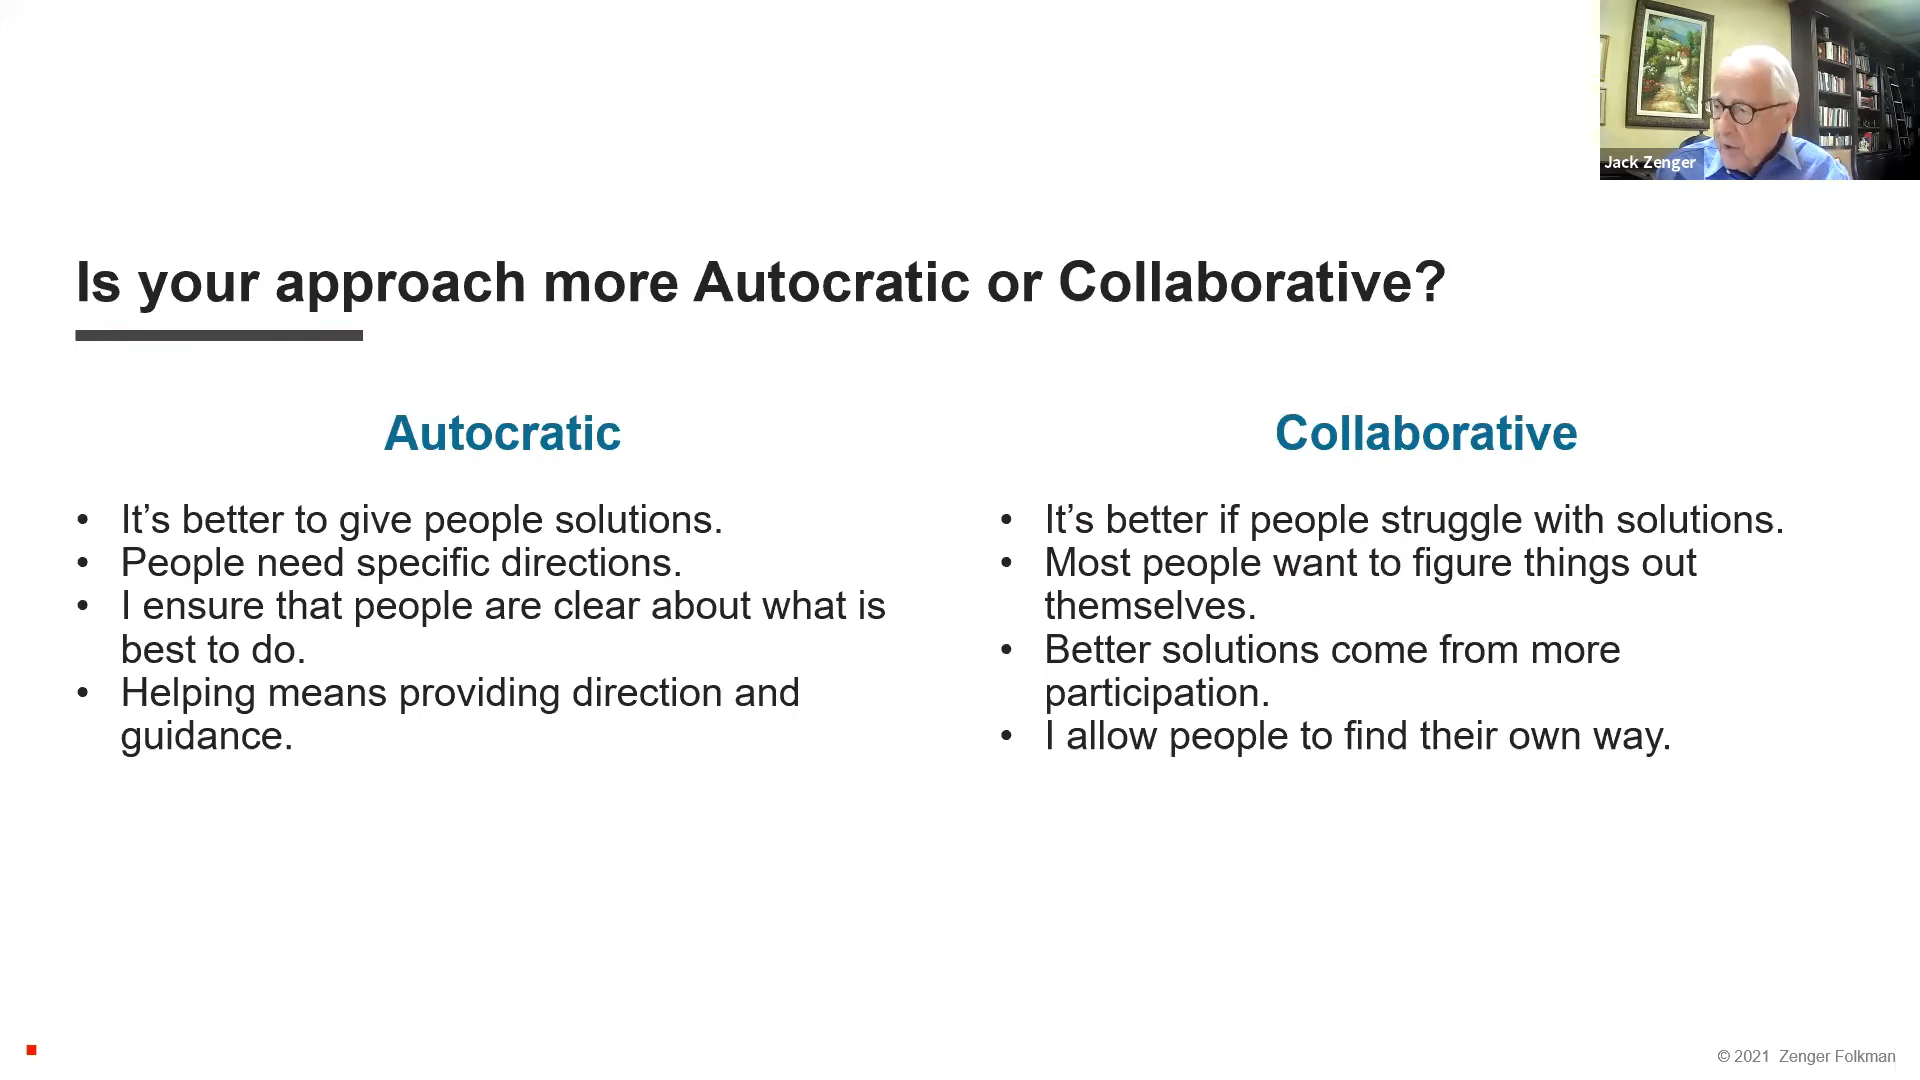 Jack Zenger
Is your approach more Autocratic or Collaborative?
Autocratic
• It’s better to give people solutions.
• People need specific directions.
• I ensure that people are clear about what is
best to do.
• Helping means providing direction and
guidance.
Collaborative
• It’s better if people struggle with solutions.
• Most people want to figure things out
themselves.
• Better solutions come from more
participation.
• I allow people to find their own way.
© 2021 Zenger Folkman